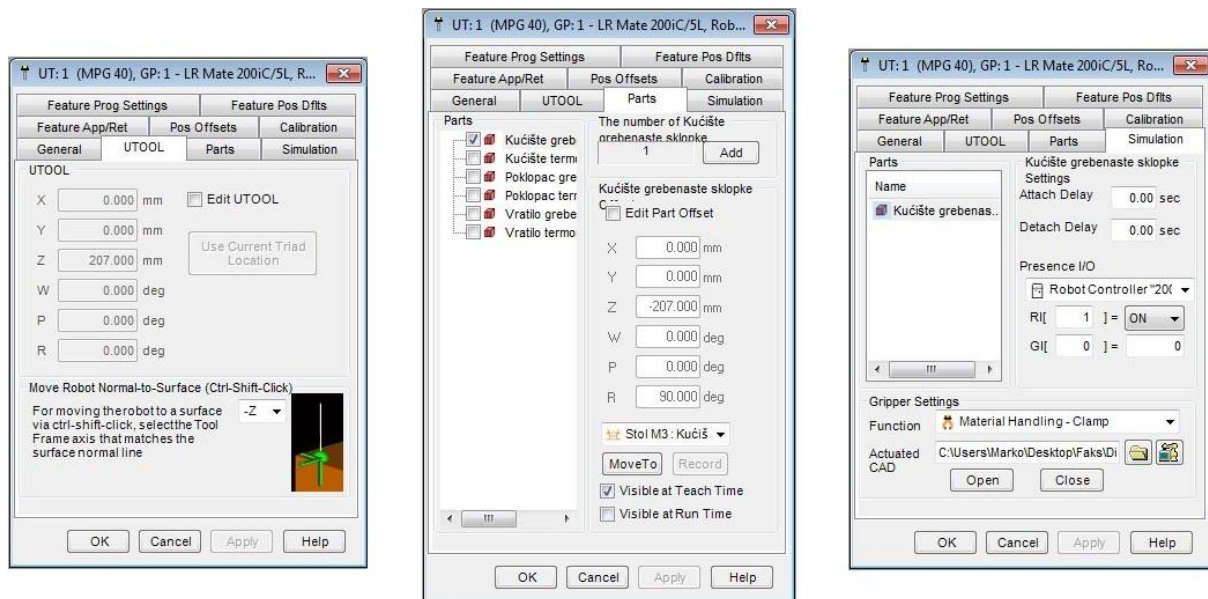 UT: 1 (MPG 40), GP: 1 - LR Mate 200iC/5L, R...
Feature Prog Settings Feature Pos Dflts
Feature App/Ret Pos Offsets Calibration
General UTOOL Parts Simulation
UTOOL
X 0.000 mm Edit UTOOL
Y 0.000 mm
Use Current Triad
Location
Z 207.000 mm
W 0.000 deg
P 0.000 deg
R 0.000 deg
Move Robot Normal-to-Surface (Ctrl-Shift-Click)
For moving the robot to a surface
via ctrl-shift-click, select the Tool
Frame axis that matches the
surface normal line
-Z
OK Cancel Apply Help
UT: 1 (MPG 40), GP: 1 - LR Mate 200iC/5L, Rob...
Feature Prog Settings Feature Pos Dflts
Feature App/Ret Pos Offsets Calibration
General UTOOL Parts Simulation
Parts
Kućište greb
Kućište termo
Poklopac gre
Poklopac ter
Vratilo grebe
Vratilo termo
The number of Kućište
grebenaste sklopke
1 Add
Kućište grebenaste sklopke
Edit Part Offset
X 0.000 mm
Y 0.000 mm
Z -207.000 mm
W 0.000 deg
P 0.000 deg
R 90.000 deg
Stol M3 : Kućiš
MoveTo Record
Visible at Teach Time
Visible at Run Time
OK Cancel Apply Help
UT: 1 (MPG 40), GP: 1 - LR Mate 200iC/5L, Ro...
Feature Prog Settings Feature Pos Dflts
Feature App/Ret Pos Offsets Calibration
General UTOOL Parts Simulation
Parts
Name
Kućište grebenas..
Kućište grebenaste sklopke
Settings
Attach Delay 0.00 sec
Detach Delay 0.00 sec
Presence I/O
Robot Controller "20(
RI[ 1 ] = ON
GI[ 0 ] = 0
Gripper Settings
Function Material Handling - Clamp
Actuated
CAD
C:\Users\Marko\Desktop\Faks\Di
Open Close
OK Cancel Apply Help